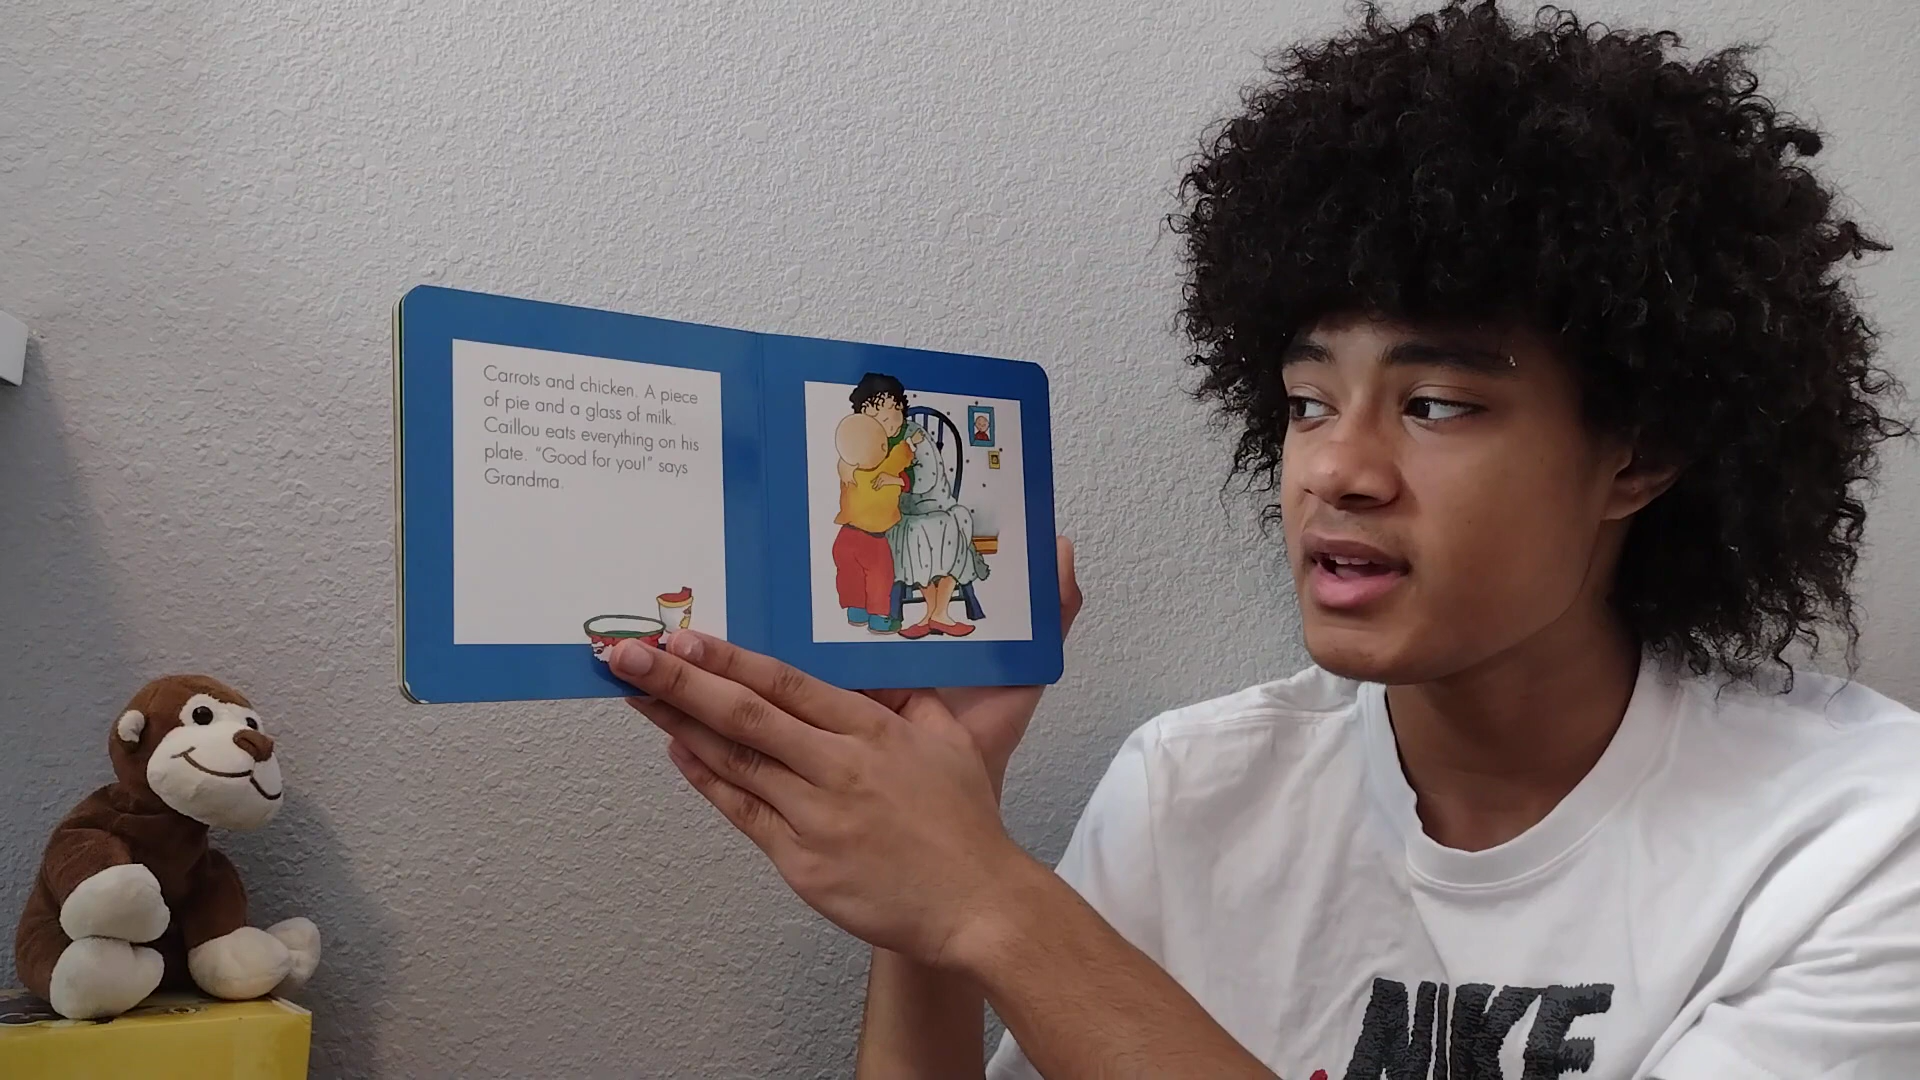 Carrots and chicken. A piece
of pie and a glass of milk.
Caillou eats everything on his
plate. “Good for you!” says
Grandma.
NIKE